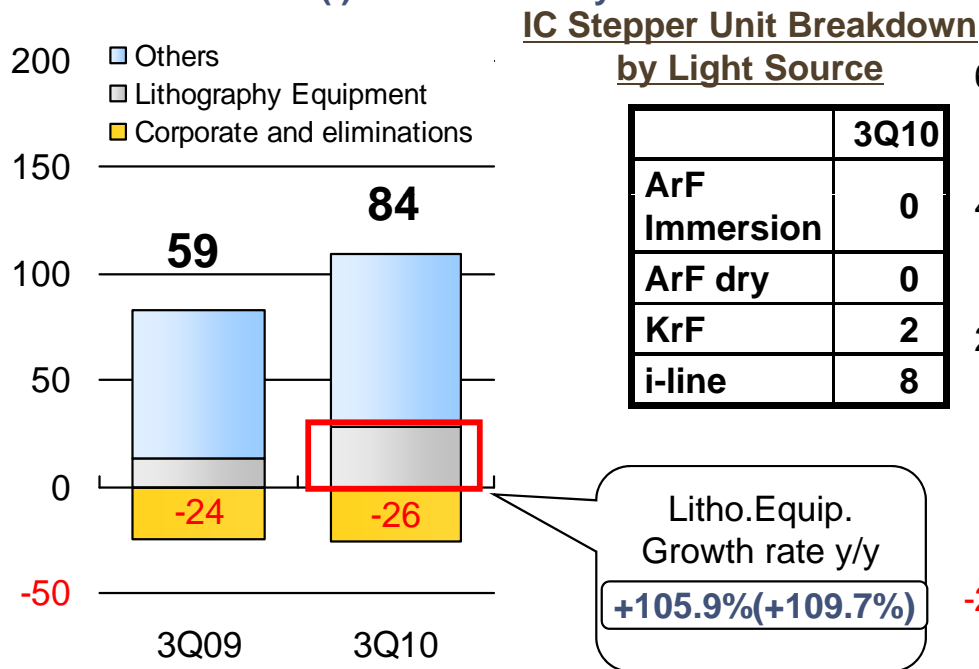 IC Stepper Unit Breakdown
by Light Source
Others
Lithography Equipment
Corporate and eliminations
200
150
100
50
0
-50
59
84
-24
-26
3Q09
3Q10
3Q10
ArF
Immersion 0
ArF dry 0
KrF 2
i-line 8
Litho.Equip.
Growth rate y/y
+105.9%(+109.7%)